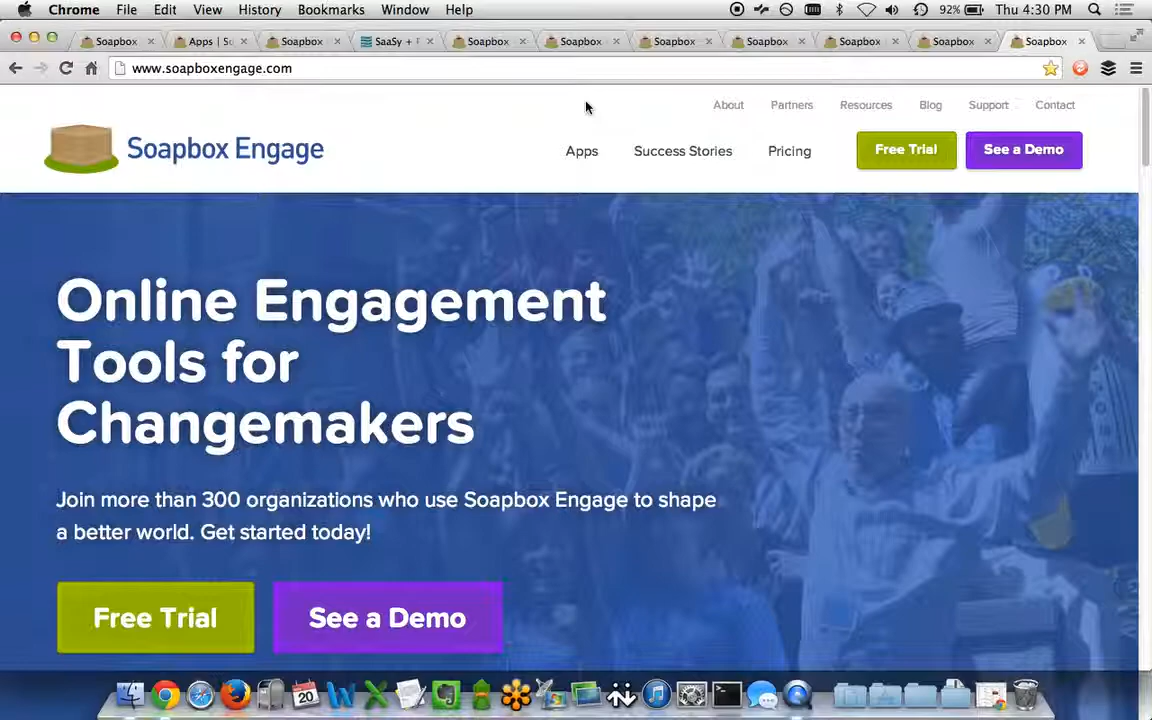 Chrome File Edit View History Bookmarks Window Help 92% Thu 4:30 PM
Soapbox Apps | So Soapbox SaaSy + Soapbox Soapbox Soapbox Soapbox Soapbox Soapbox Soapbox
www.soapboxengage.com
About Partners Resources Blog Support Contact
Soapbox Engage
Apps Success Stories Pricing Free Trial See a Demo
Online Engagement
Tools for
Changemakers
Join more than 300 organizations who use Soapbox Engage to shape
a better world. Get started today!
Free Trial See a Demo
20